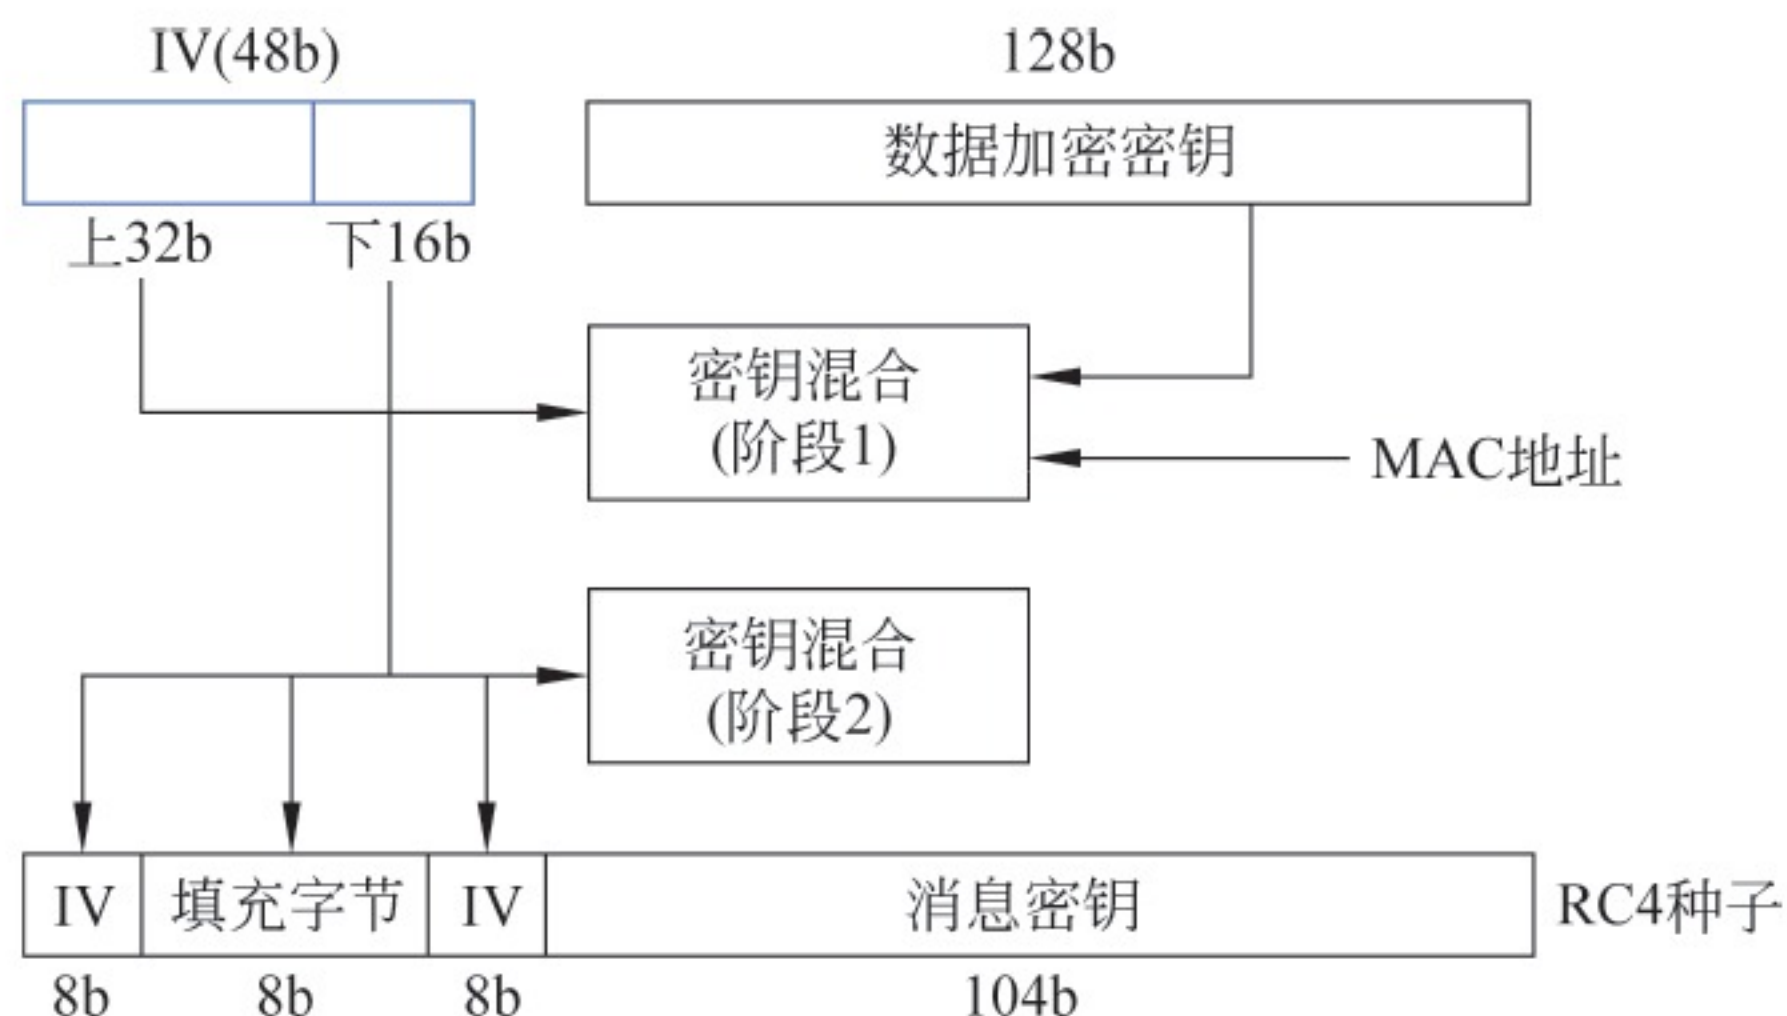 IV(48b)
128b
数据加密密钥
上32b
下16b
密钥混合
(阶段1)
MAC地址
密钥混合
(阶段2)
IV
填充字节
IV
消息密钥
RC4种子
8b
8b
8b
104b